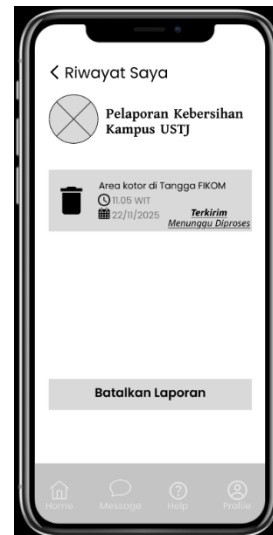 < Riwayat Saya
Pelaporan Kebersihan
Kampus USTJ
Area kotor di Tangga FIKOM
11.05 WIT
22/11/2025
Terkirim
Menunggu Diproses
Batalkan Laporan
Home Message Help Profile